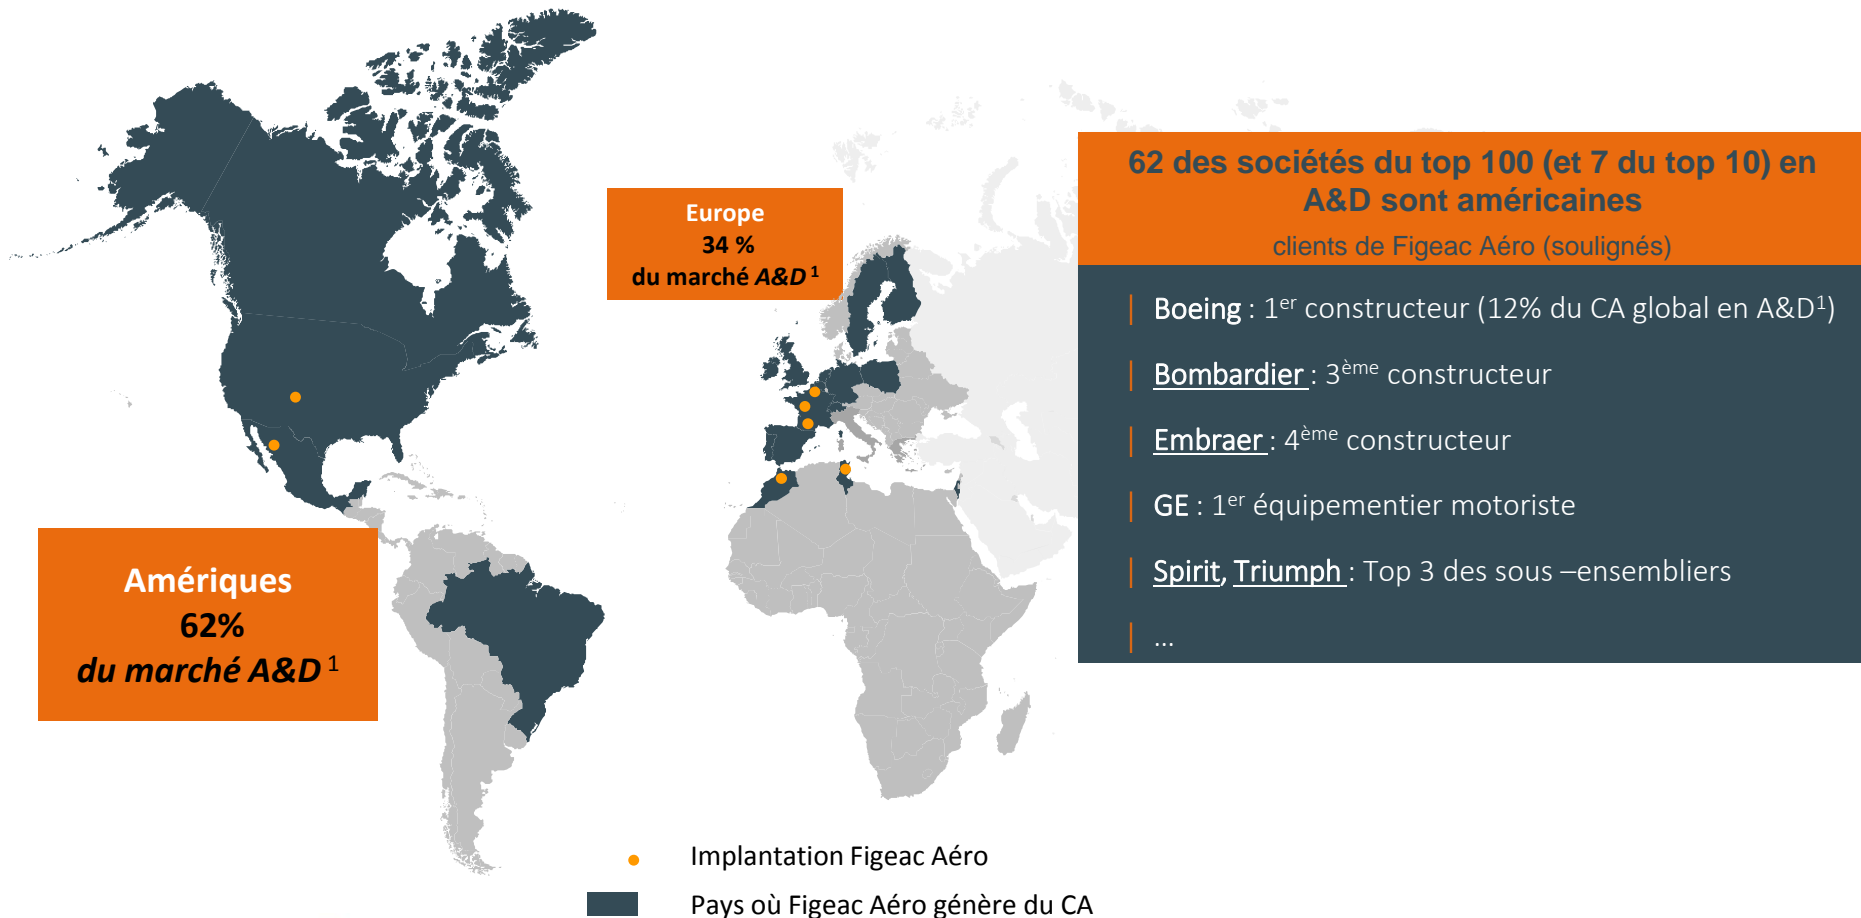 Europe
34 %
du marché A&D 1
62 des sociétés du top 100 (et 7 du top 10) en
A&D sont américaines
clients de Figeac Aéro (soulignés)
| Boeing : 1er constructeur (12% du CA global en A&D1)
| Bombardier : 3ème constructeur
| Embraer : 4ème constructeur
| GE : 1er équipementier motoriste
| Spirit, Triumph : Top 3 des sous –ensembliers
| ...
Amériques
62%
du marché A&D 1
Implantation Figeac Aéro
Pays où Figeac Aéro génère du CA